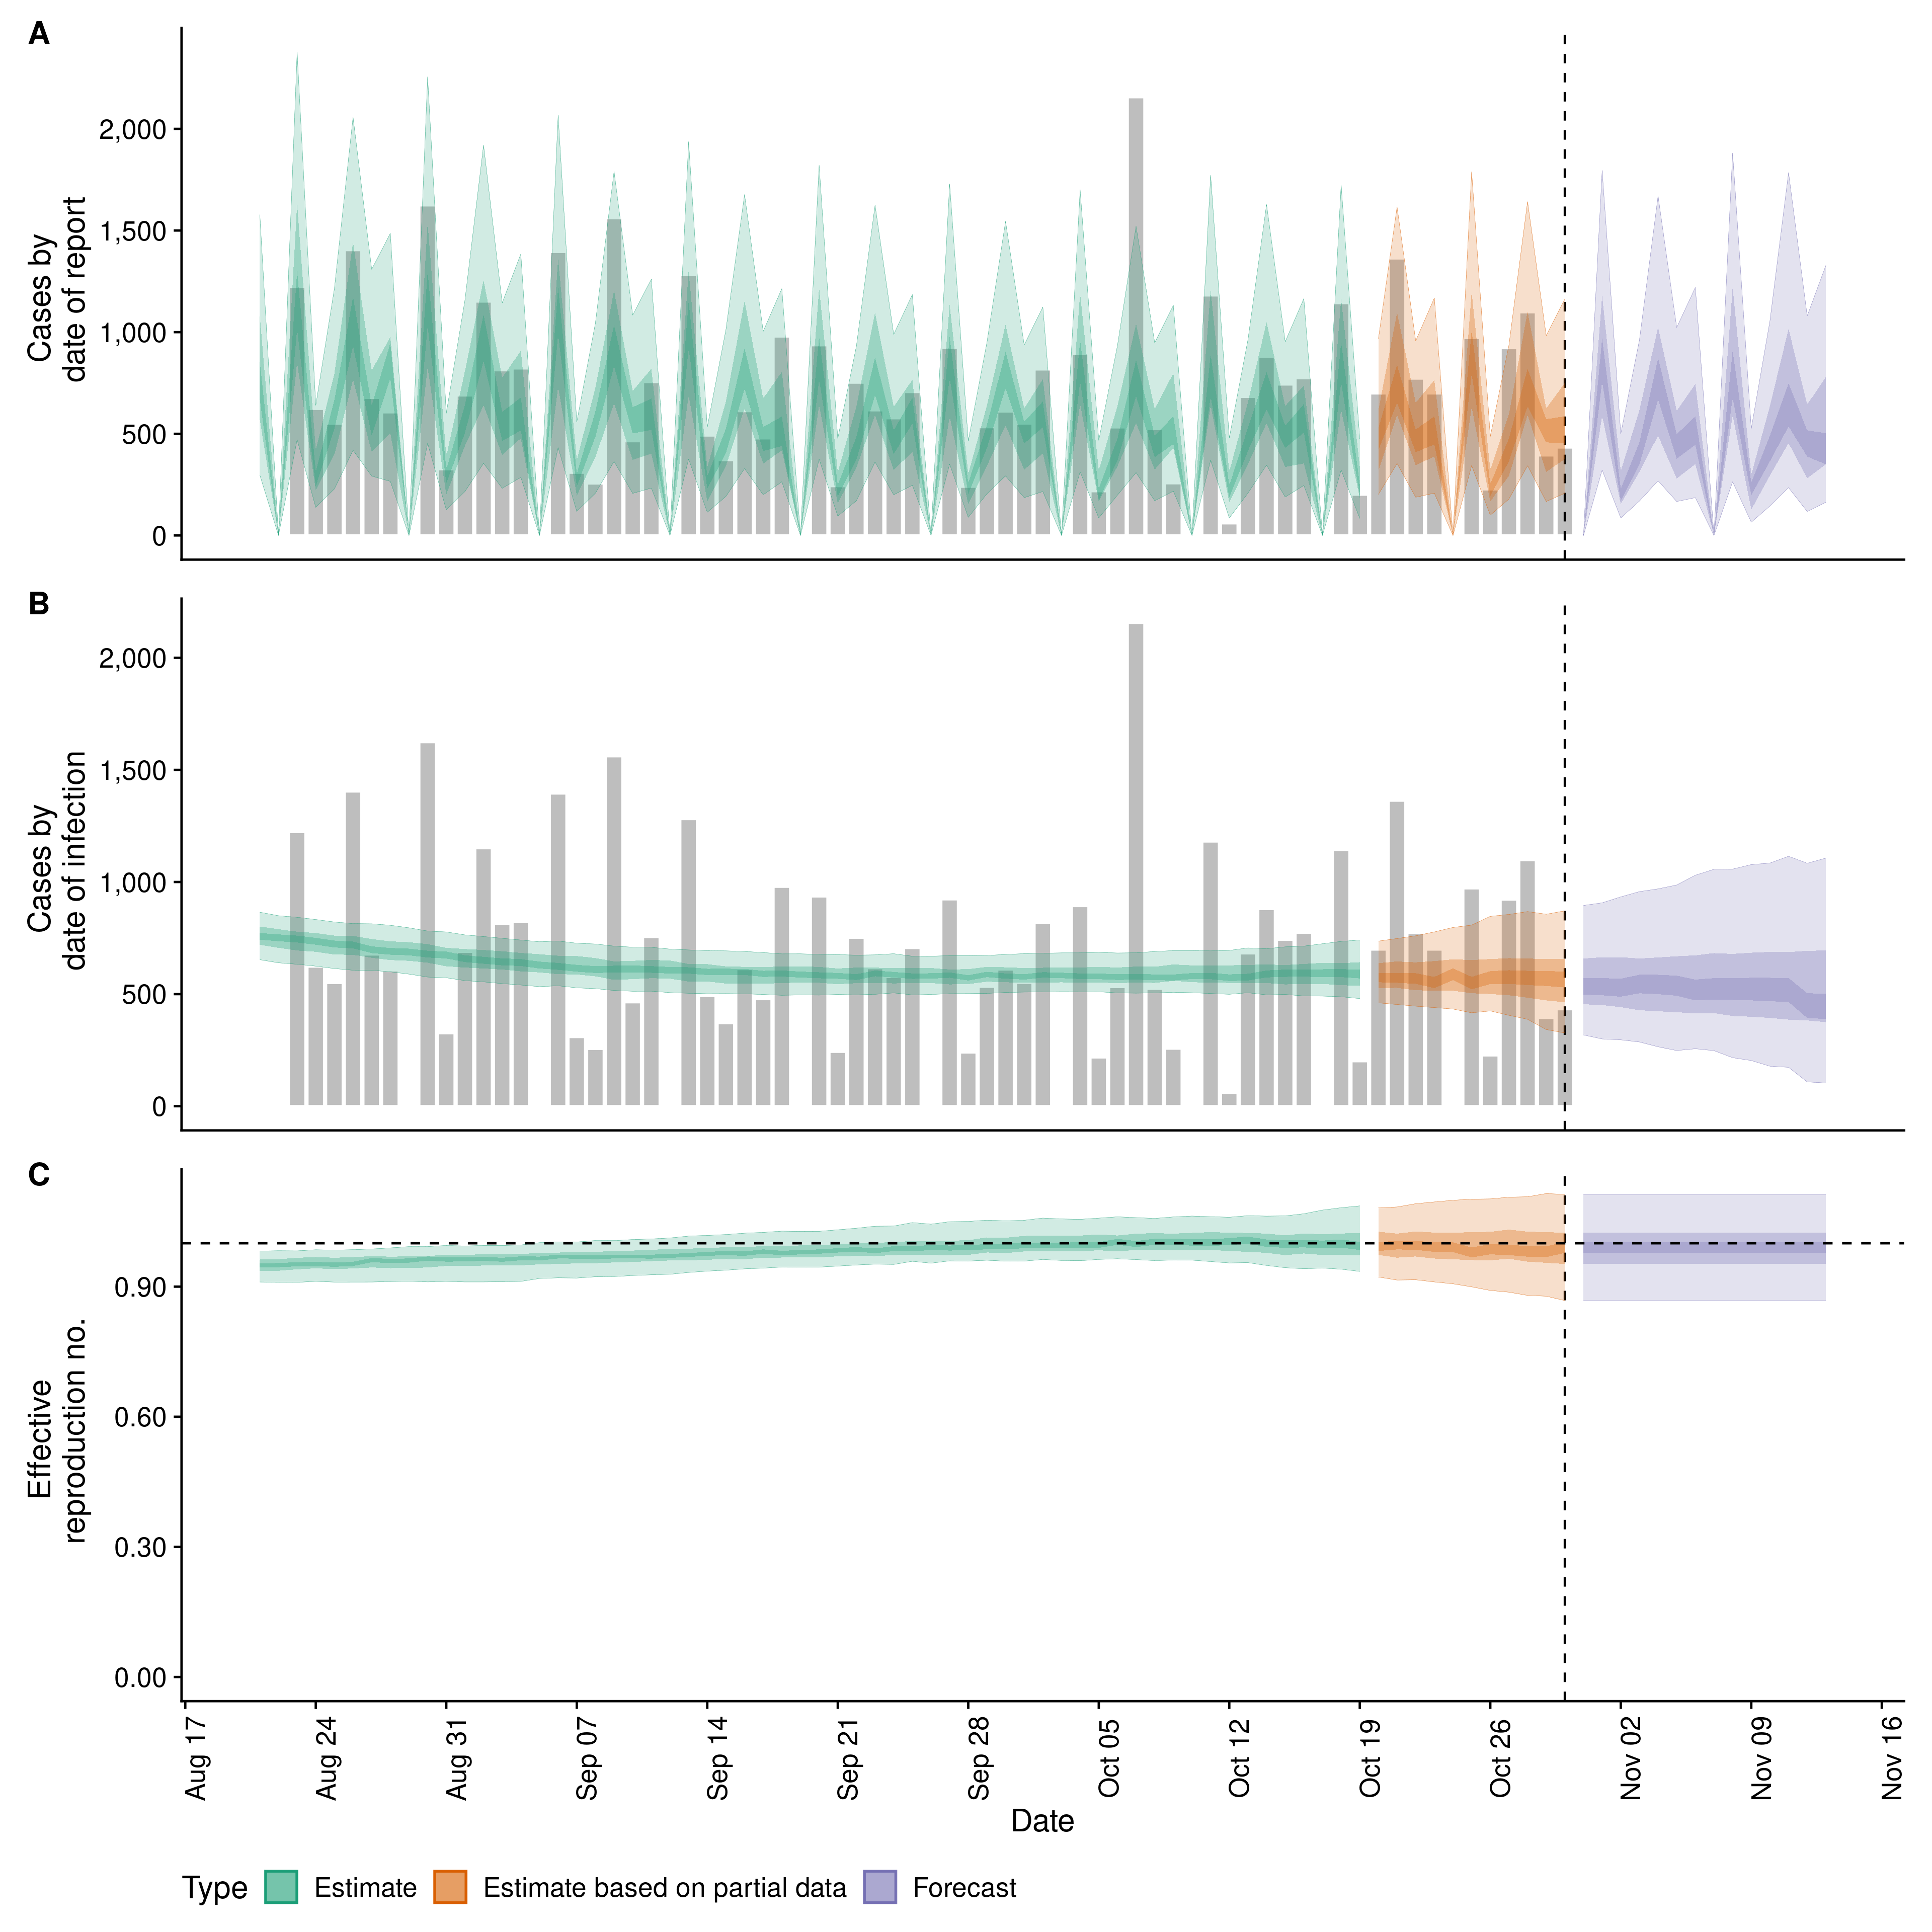 A
Cases by
date of report
2,000
1,500
1,000
500
0
B
Cases by
date of infection
2,000
1,500
1,000
500
0
C
Effective
reproduction no.
0.90
0.60
0.30
0.00
Aug 17
Aug 24
Aug 31
Sep 07
Sep 14
Sep 21
Sep 28
Oct 05
Oct 12
Oct 19
Oct 26
Nov 02
Nov 09
Nov 16
Date
Type Estimate Estimate based on partial data Forecast